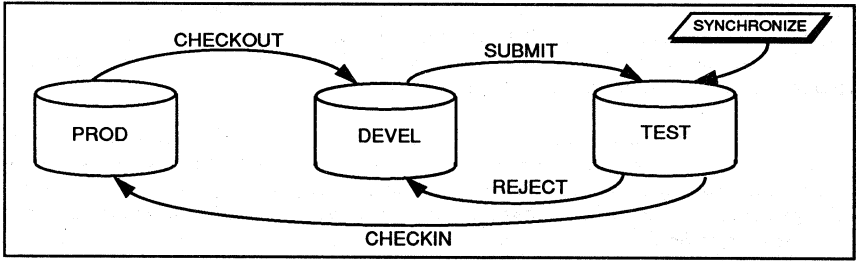 SYNCHRONIZE
CHECKOUT
SUBMIT
PROD
DEVEL
TEST
REJECT
CHECKIN